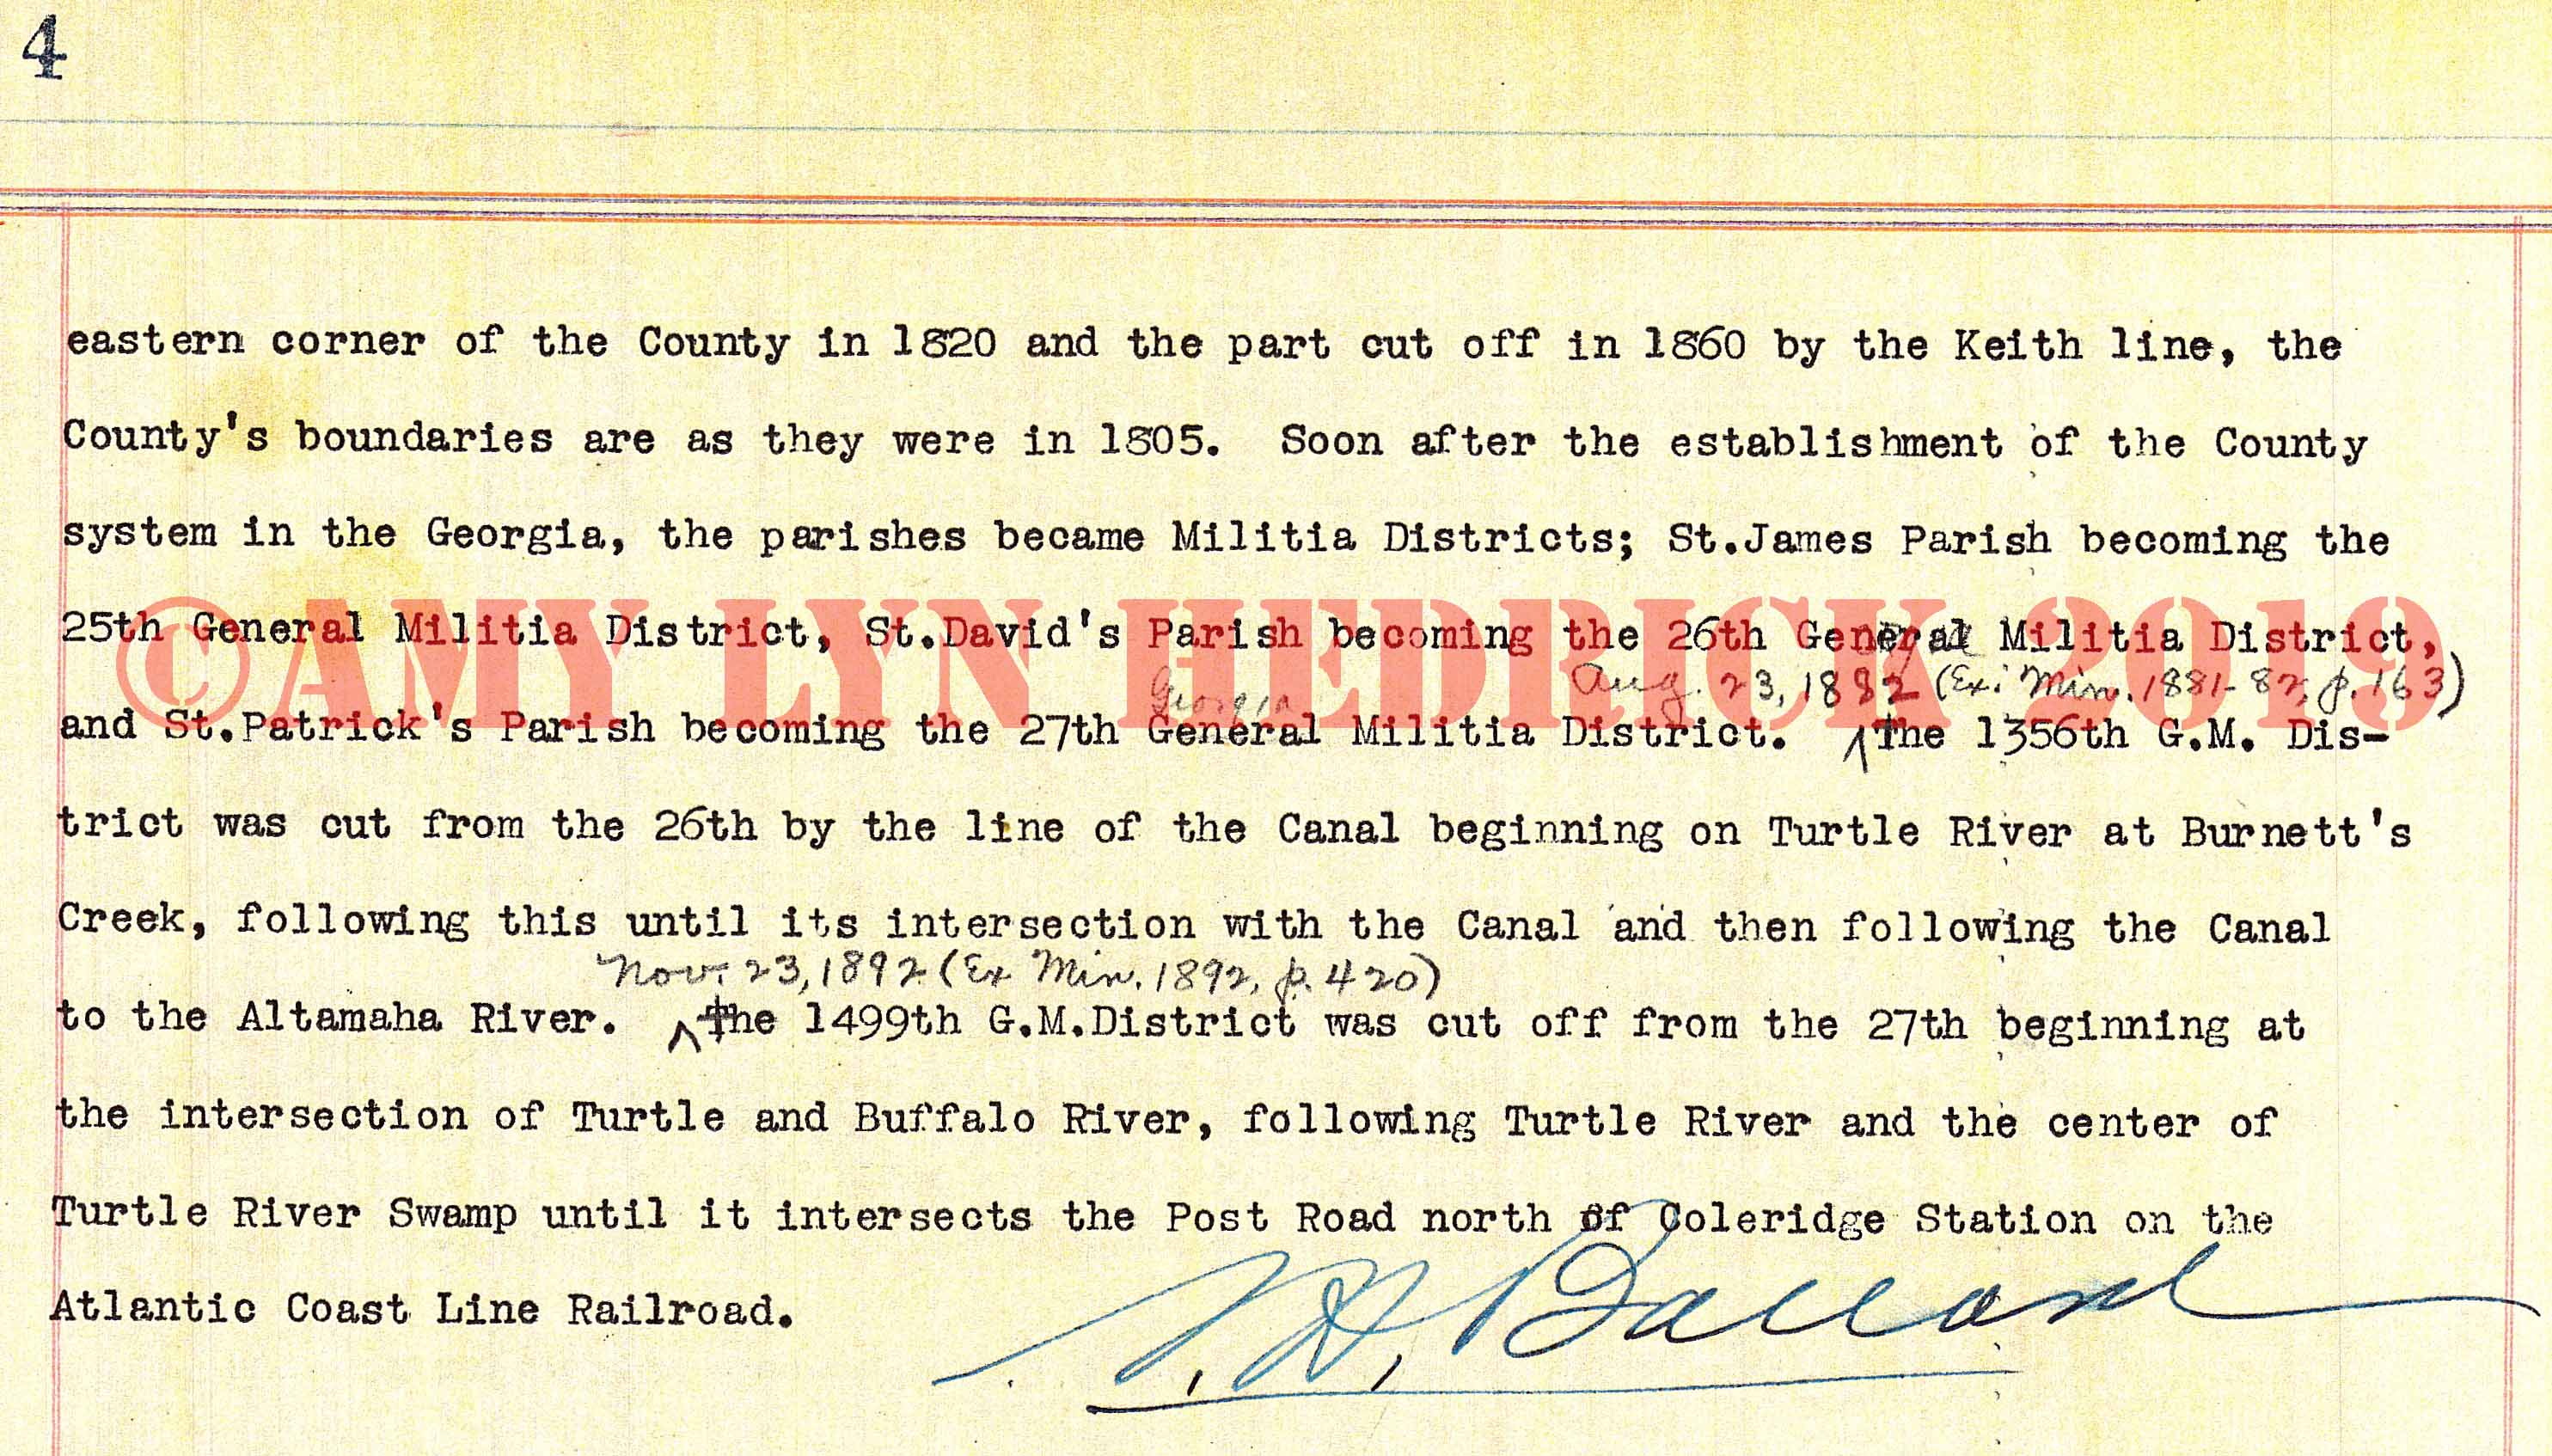 4
eastern corner of the County in 1820 and the part cut off in 1860 by the Keith line, the
County's boundaries are as they were in 1805. Soon after the establishment of the County
system in the Georgia, the parishes became Militia Districts; St.James Parish becoming the
25th General Militia District, St.David's Parish becoming the 26th General Militia District,
©AMY LYN HEDRICK 2019
Georgia Aug. 23, 1882 (Ex. Min. 1881-82, p. 163)
and St.Patrick's Parish becoming the 27th General Militia District. the 1356th G.M. Dis-
trict was cut from the 26th by the line of the Canal beginning on Turtle River at Burnett's
Creek, following this until its intersection with the Canal and then following the Canal
Nov. 23, 1892 (Ex Min. 1892, p. 420)
to the Altamaha River. the 1499th G.M.District was cut off from the 27th beginning at
the intersection of Turtle and Buffalo River, following Turtle River and the center of
Turtle River Swamp until it intersects the Post Road north of Coleridge Station on the
Atlantic Coast Line Railroad.